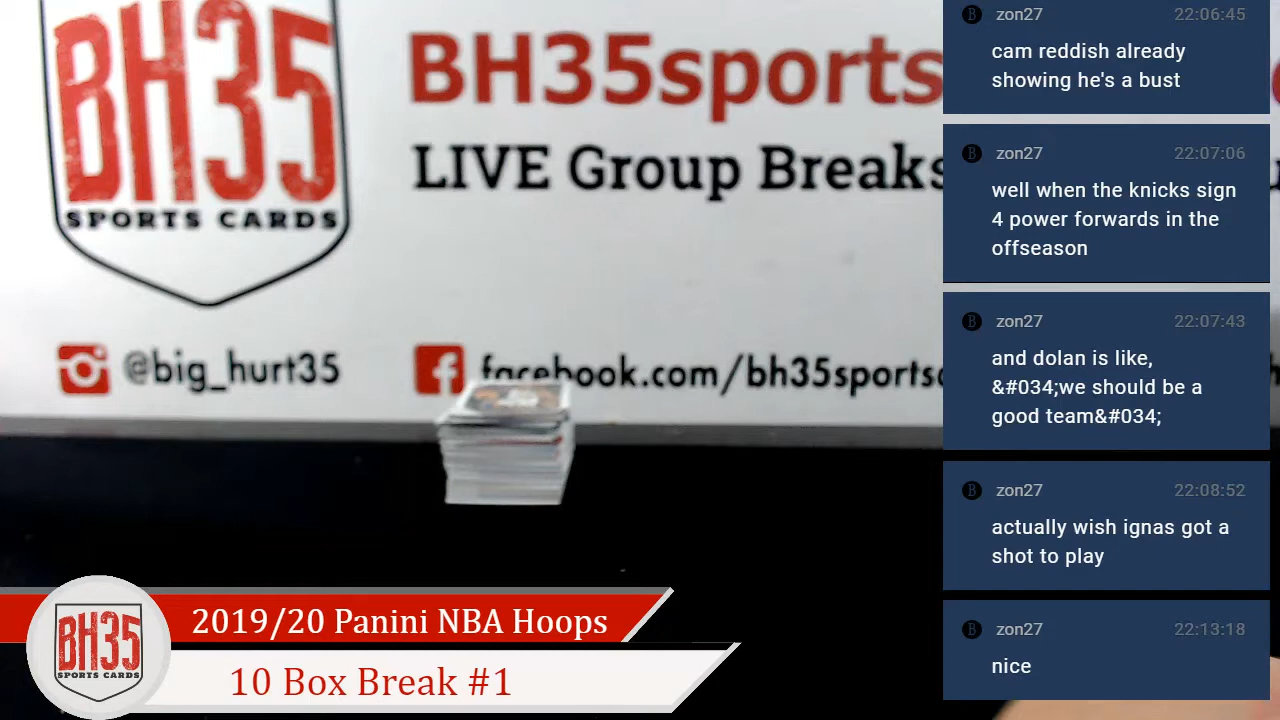 BH35
SPORTS CARDS
BH35sports
LIVE Group Breaks
@big_hurt35
facebook.com/bh35sportsc
2019/20 Panini NBA Hoops
10 Box Break #1
BH35
SPORTS CARDS
zon27 22:06:45
cam reddish already
showing he's a bust
zon27 22:07:06
well when the knicks sign
4 power forwards in the
offseason
zon27 22:07:43
and dolan is like,
&#034;we should be a
good team&#034;
zon27 22:08:52
actually wish ignas got a
shot to play
zon27 22:13:18
nice